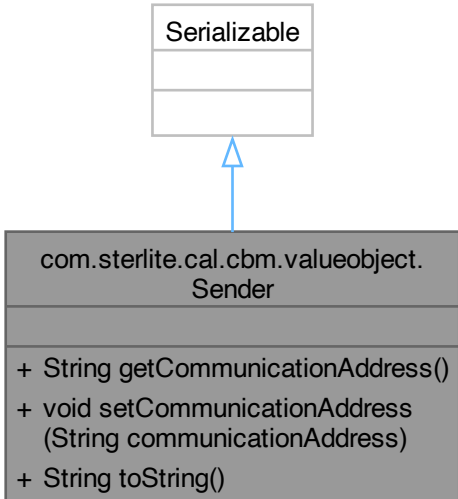 Serializable
com.sterlite.cal.cbm.valueobject.
Sender
+ String getCommunicationAddress()
+ void setCommunicationAddress
(String communicationAddress)
+ String toString()